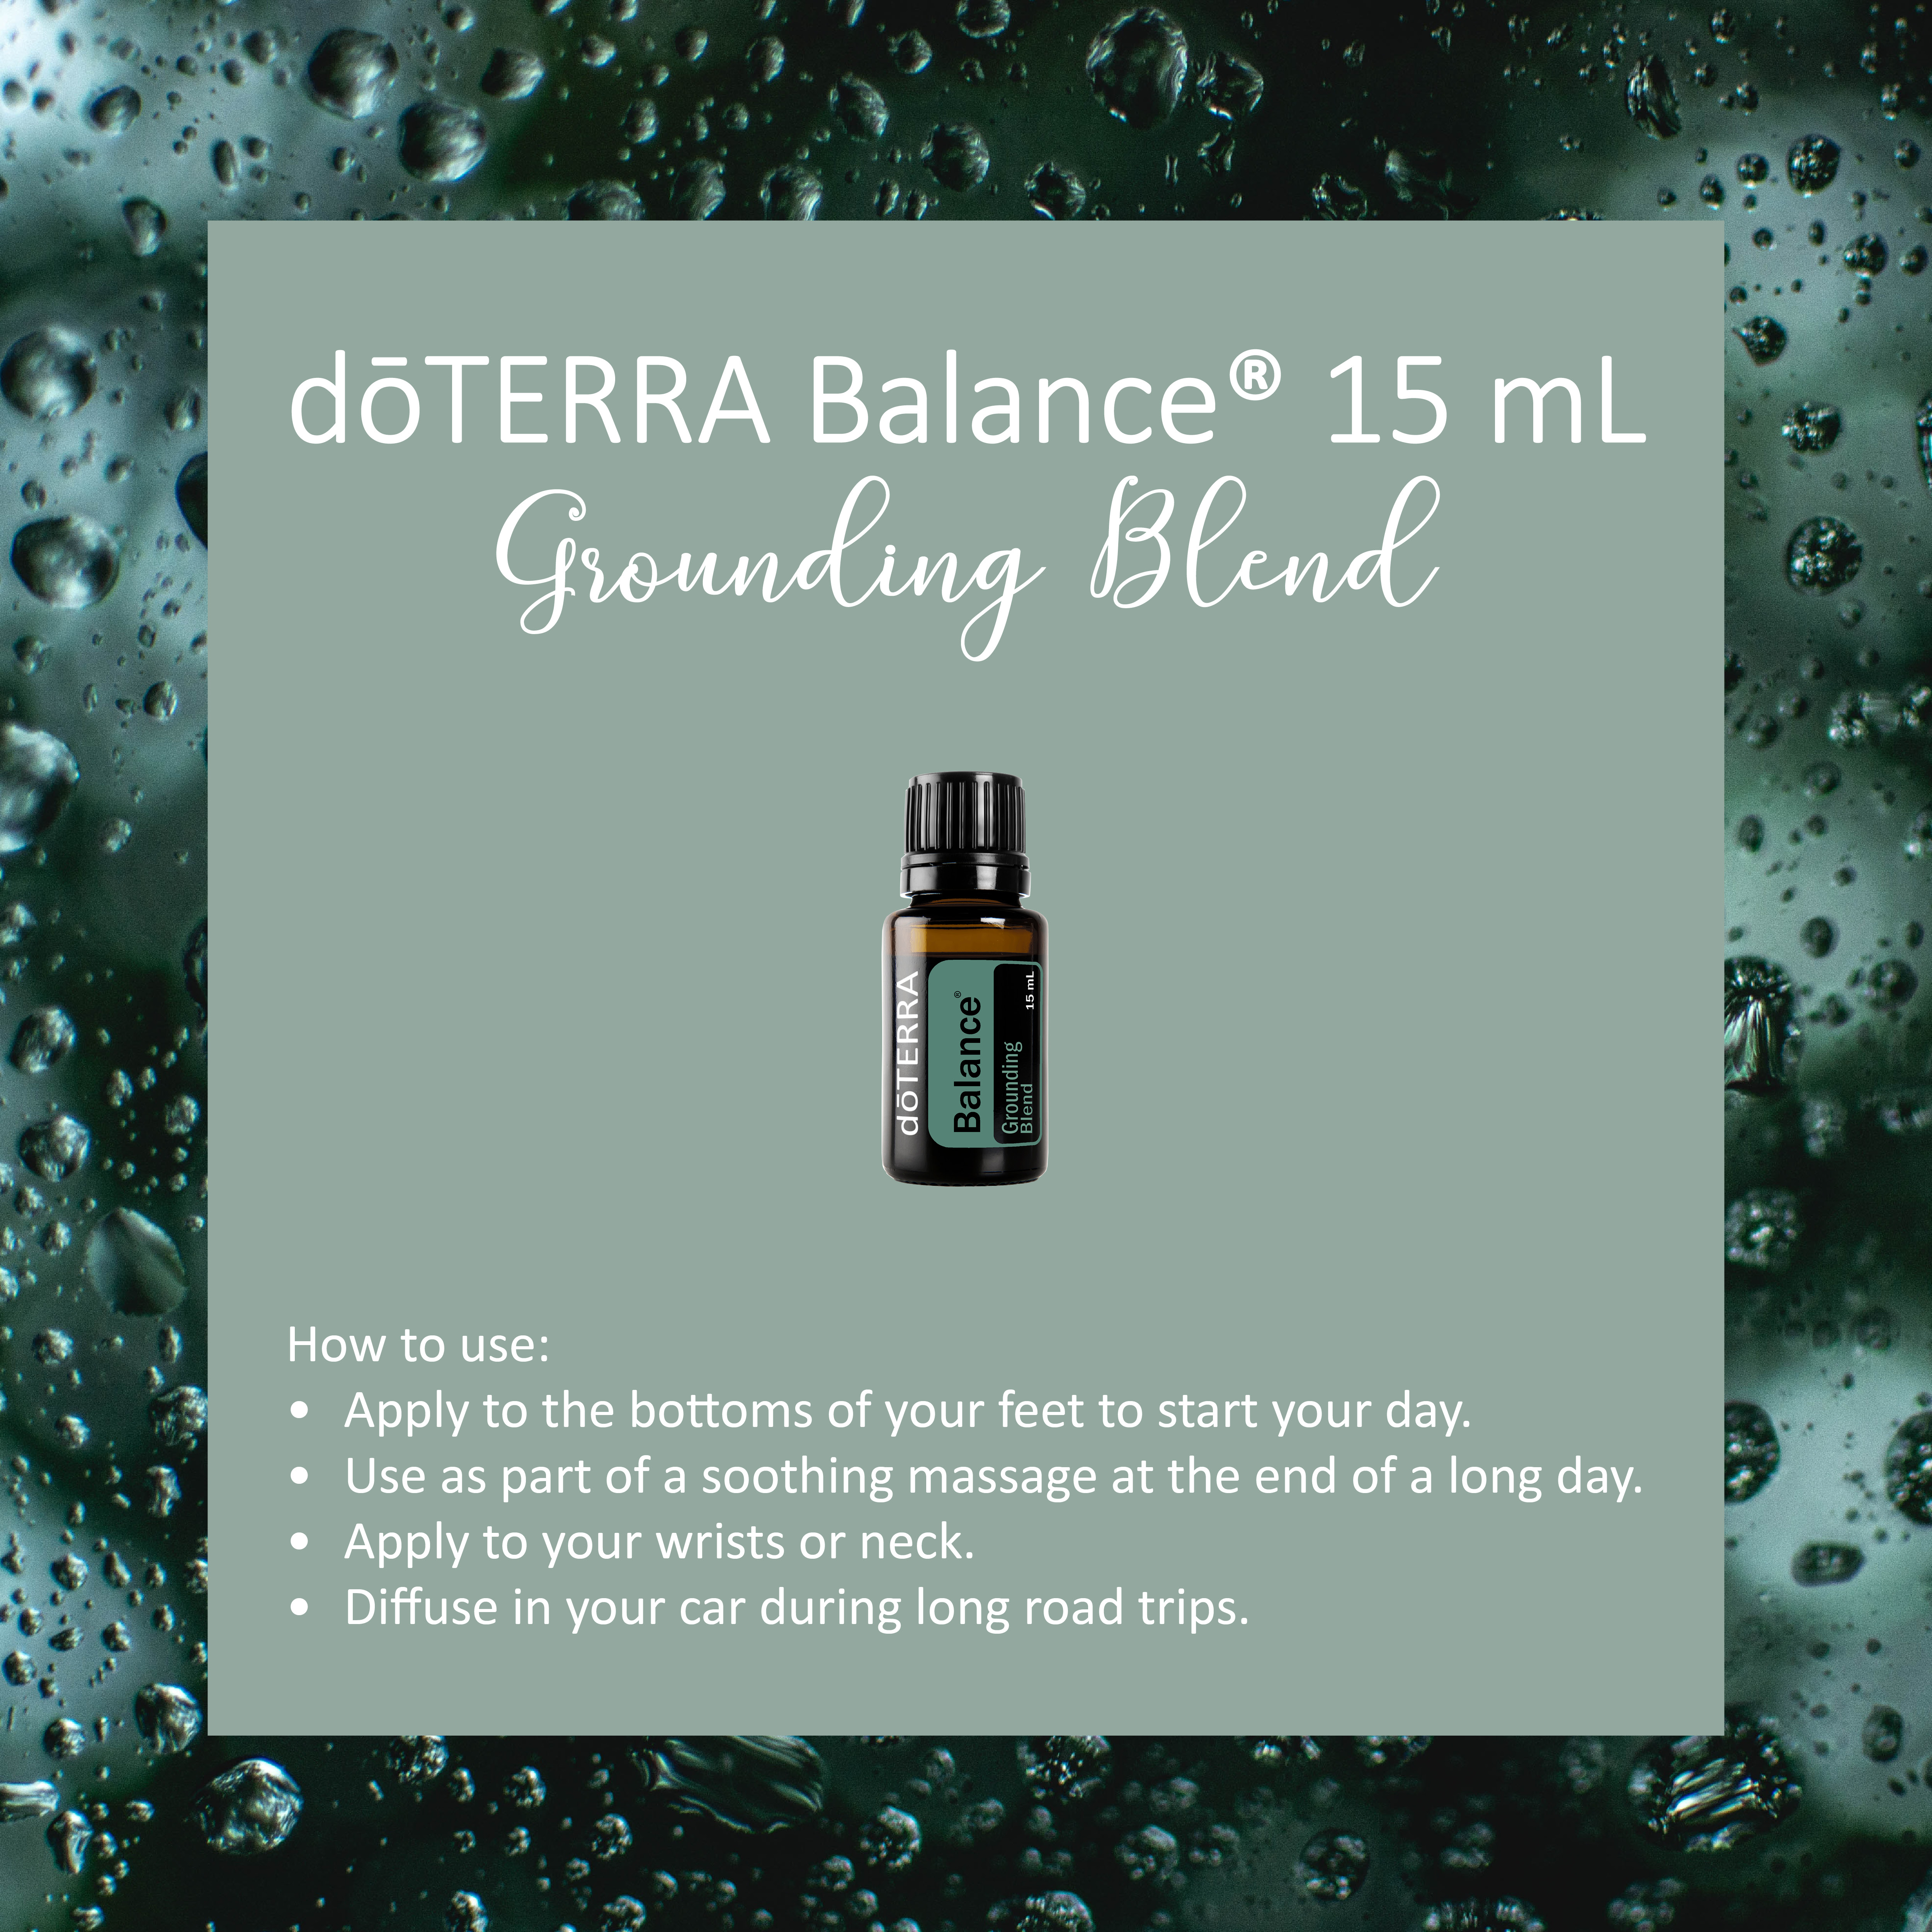 dōTERRA Balance® 15 mL
Grounding Blend
dōTERRA
Balance®
Grounding
Blend
15 mL
How to use:
• Apply to the bottoms of your feet to start your day.
• Use as part of a soothing massage at the end of a long day.
• Apply to your wrists or neck.
• Diffuse in your car during long road trips.